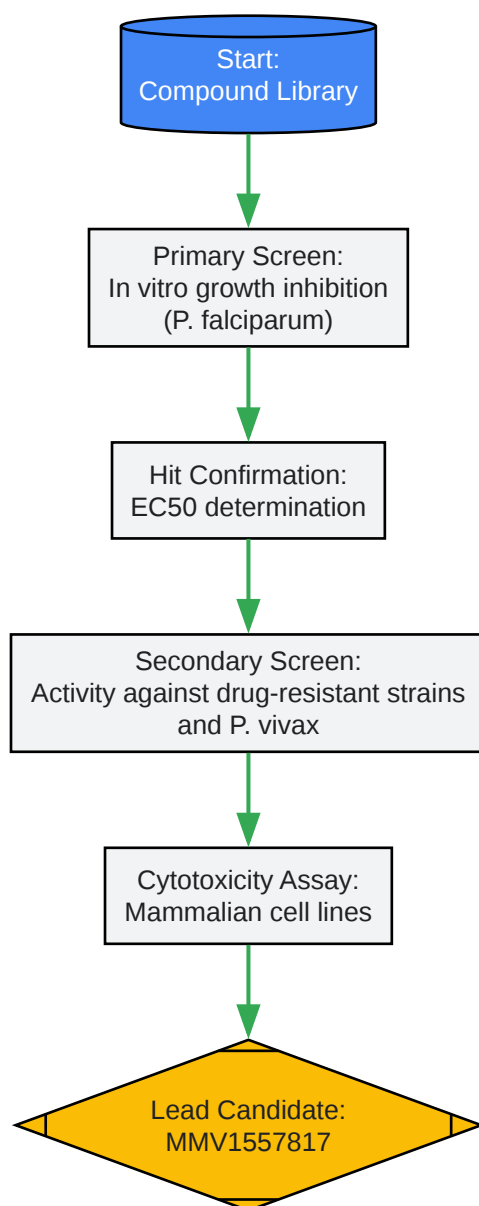 Start:
Compound Library
Primary Screen:
In vitro growth inhibition
(P. falciparum)
Hit Confirmation:
EC50 determination
Secondary Screen:
Activity against drug-resistant strains
and P. vivax
Cytotoxicity Assay:
Mammalian cell lines
Lead Candidate:
MMV1557817